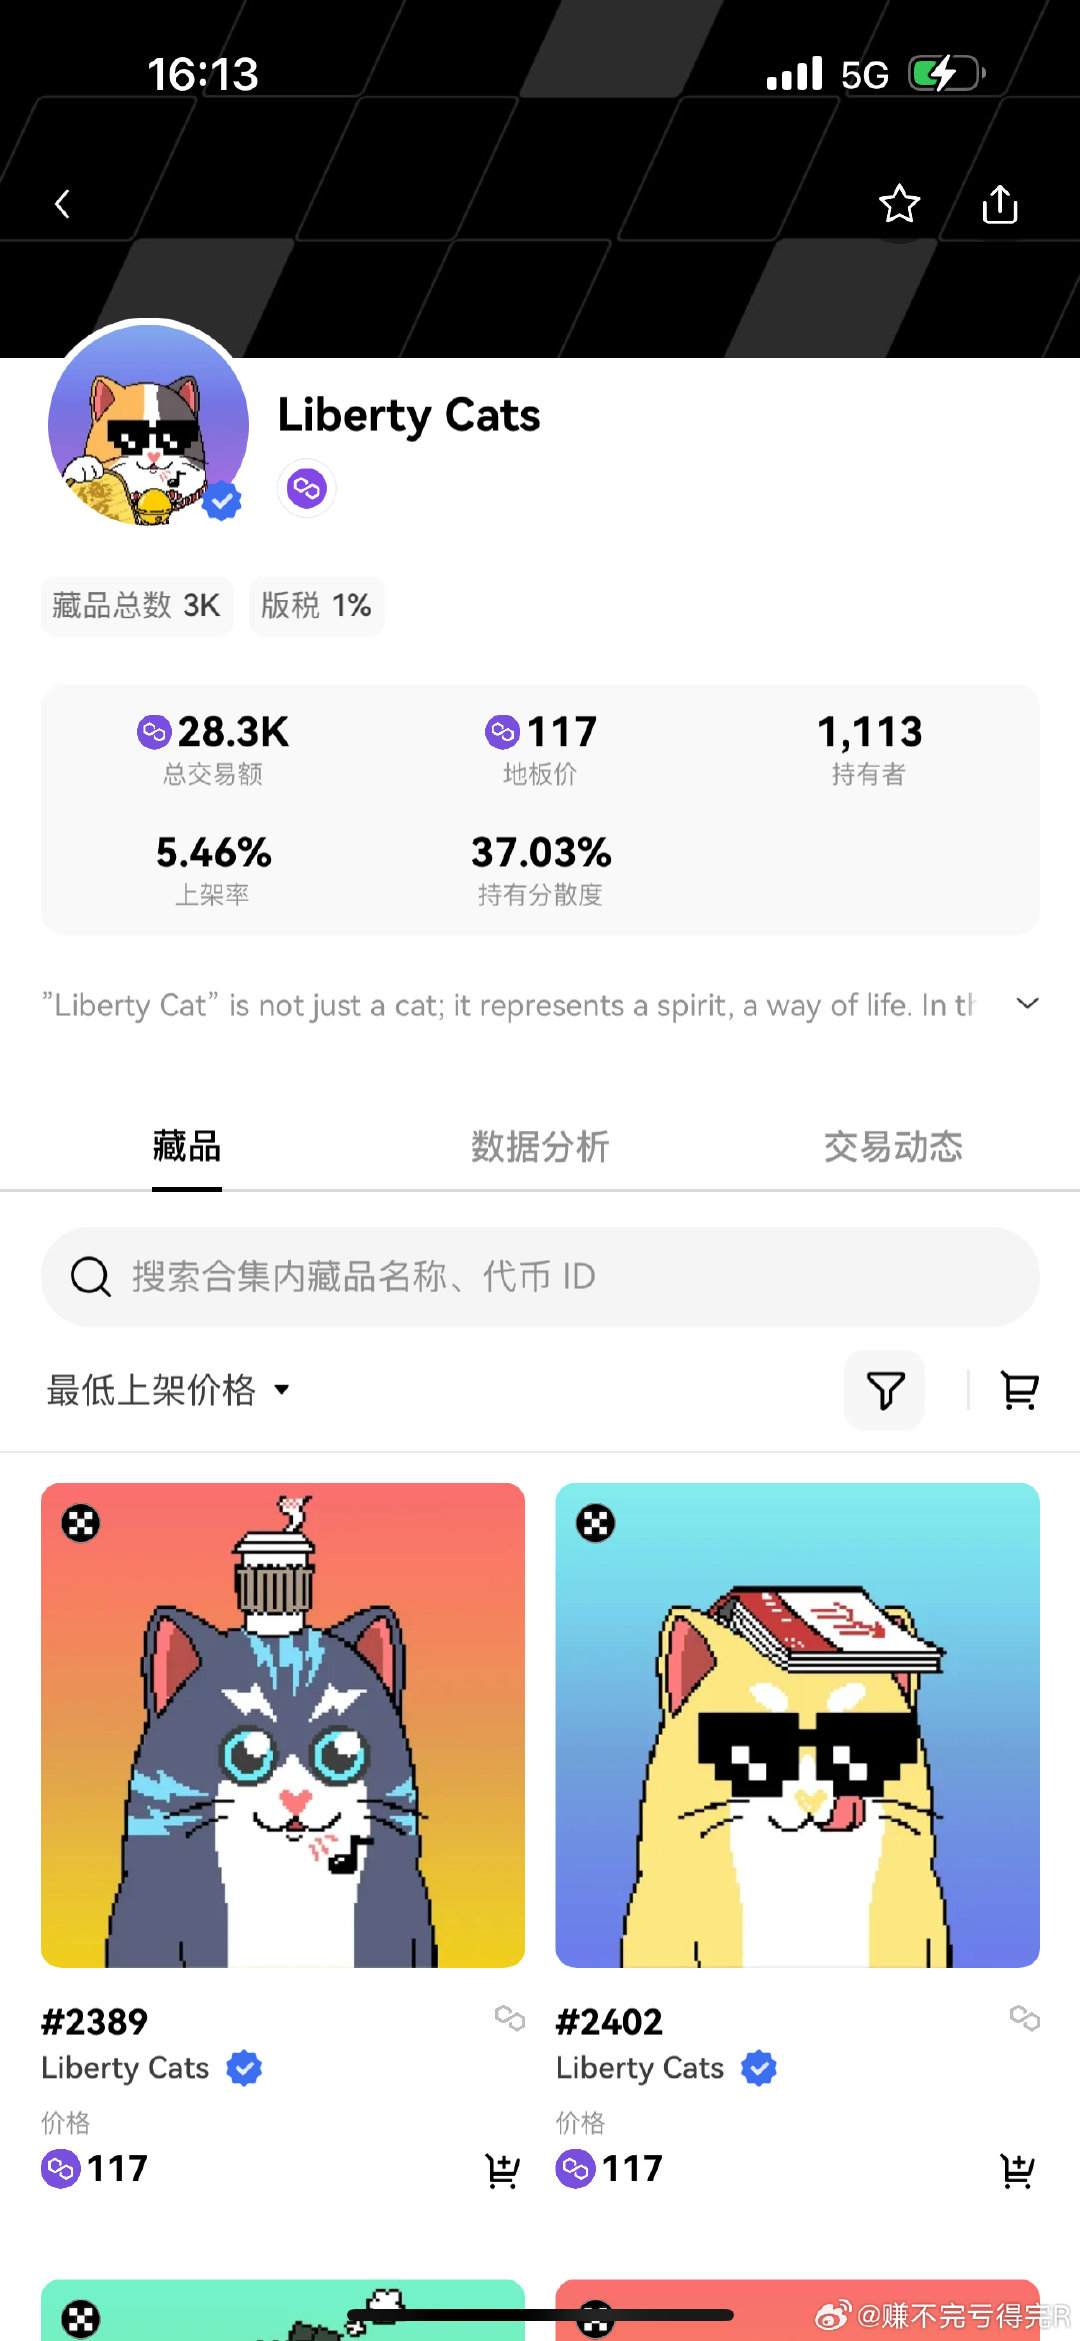 16:13
5G
Liberty Cats
藏品总数 3K 版税 1%
28.3K 117 1,113
总交易额 地板价 持有者
5.46% 37.03%
上架率 持有分散度
”Liberty Cat” is not just a cat; it represents a spirit, a way of life. In th
藏品 数据分析 交易动态
搜索合集内藏品名称、代币 ID
最低上架价格
#2389 #2402
Liberty Cats Liberty Cats
价格 价格
117 117
@赚不完亏得完R